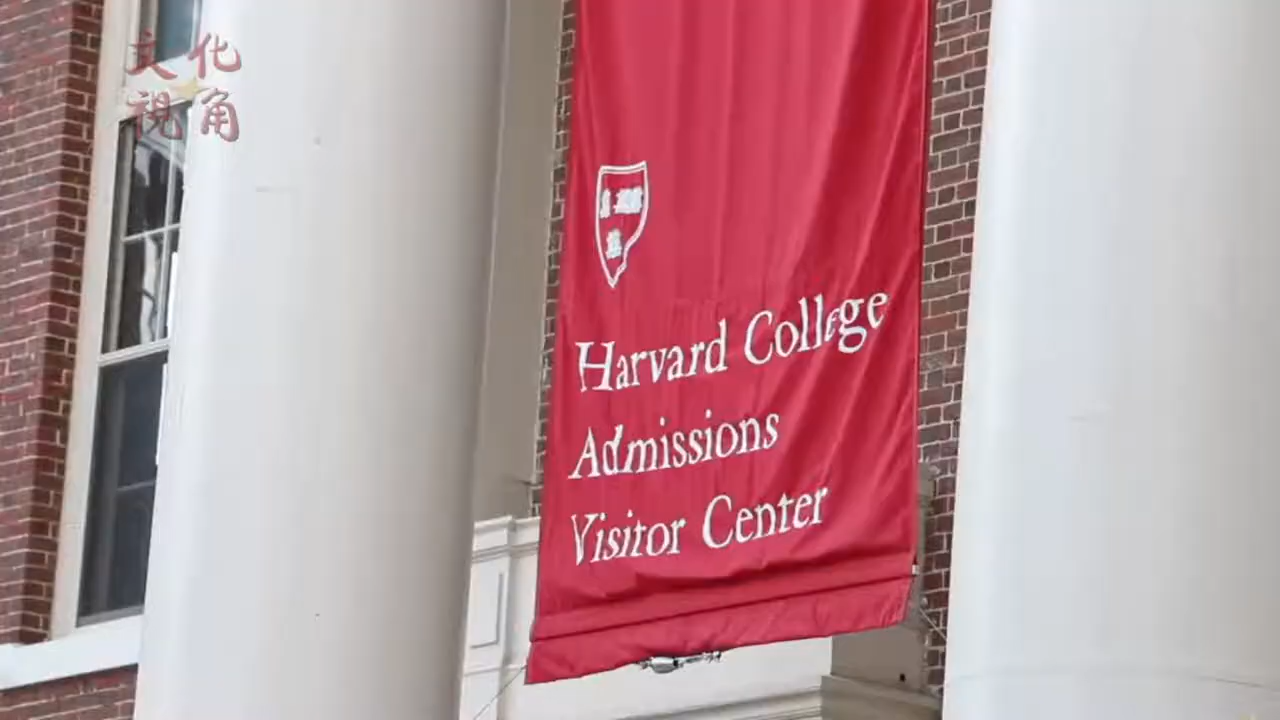 文化
視角
Harvard College
Admissions
Visitor Center